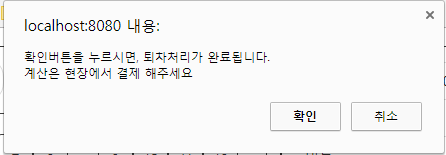 localhost:8080 내용:
확인버튼을 누르시면, 퇴차처리가 완료됩니다.
계산은 현장에서 결제 해주세요
확인
취소